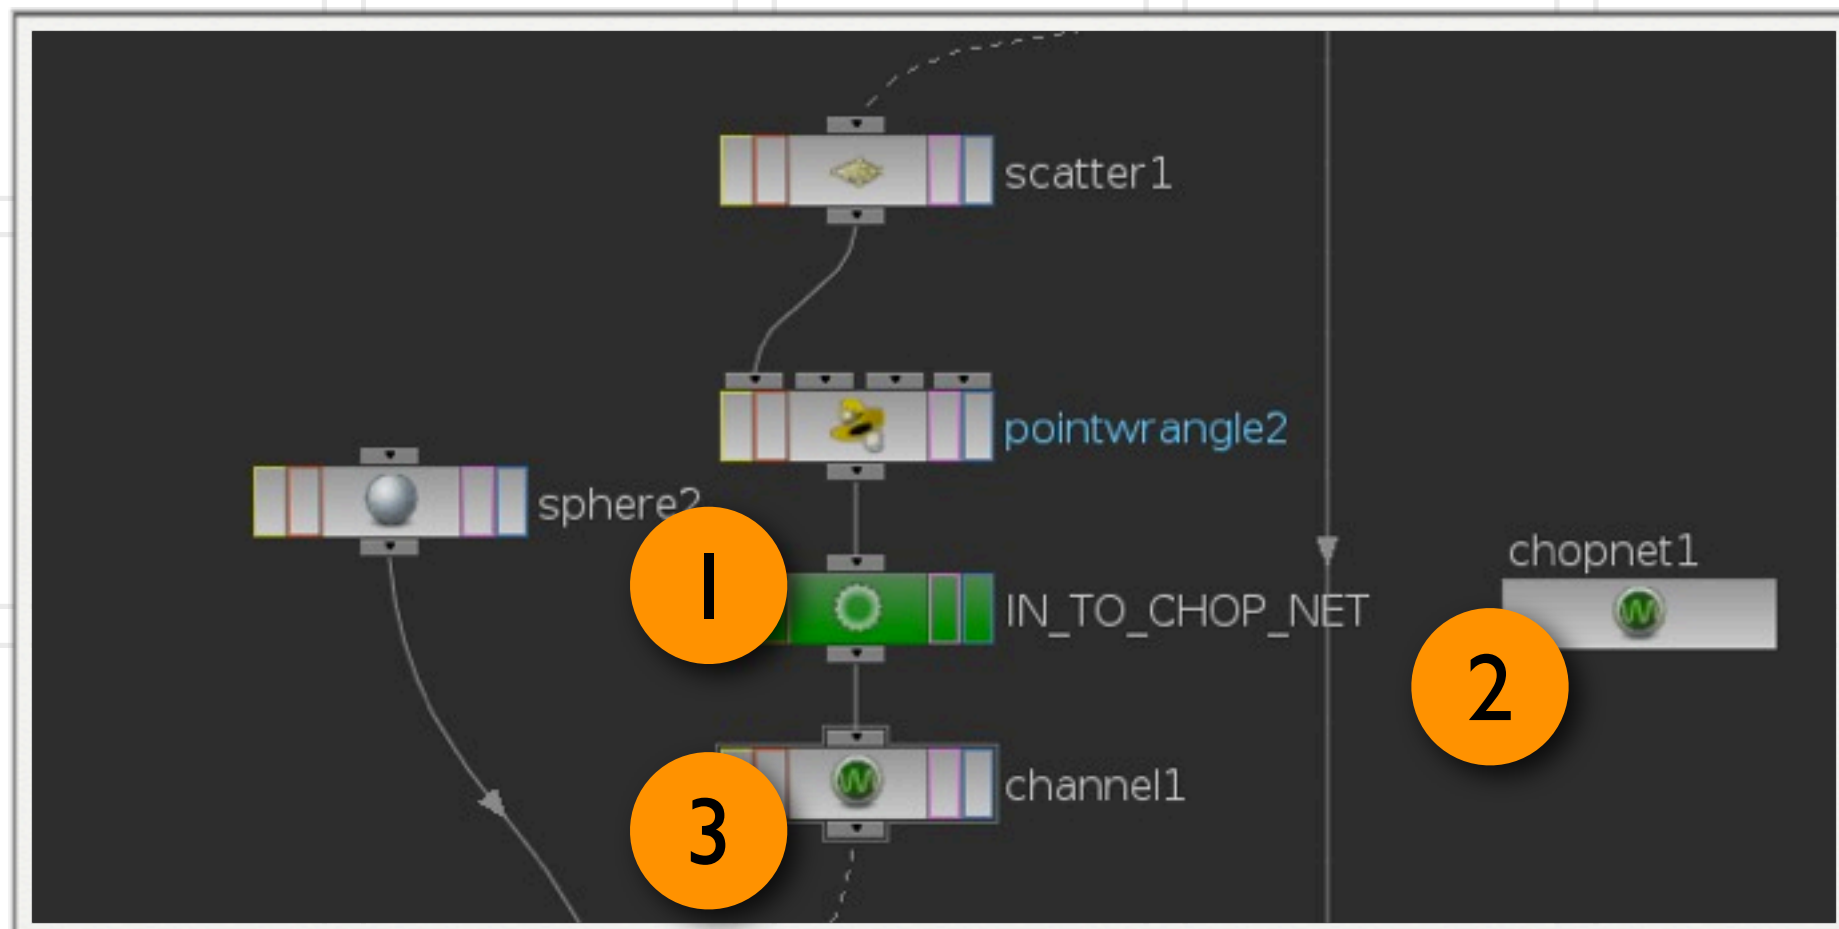 scatter1
pointwrangle2
sphere2
1
IN_TO_CHOP_NET
chopnet1
2
3
channel1